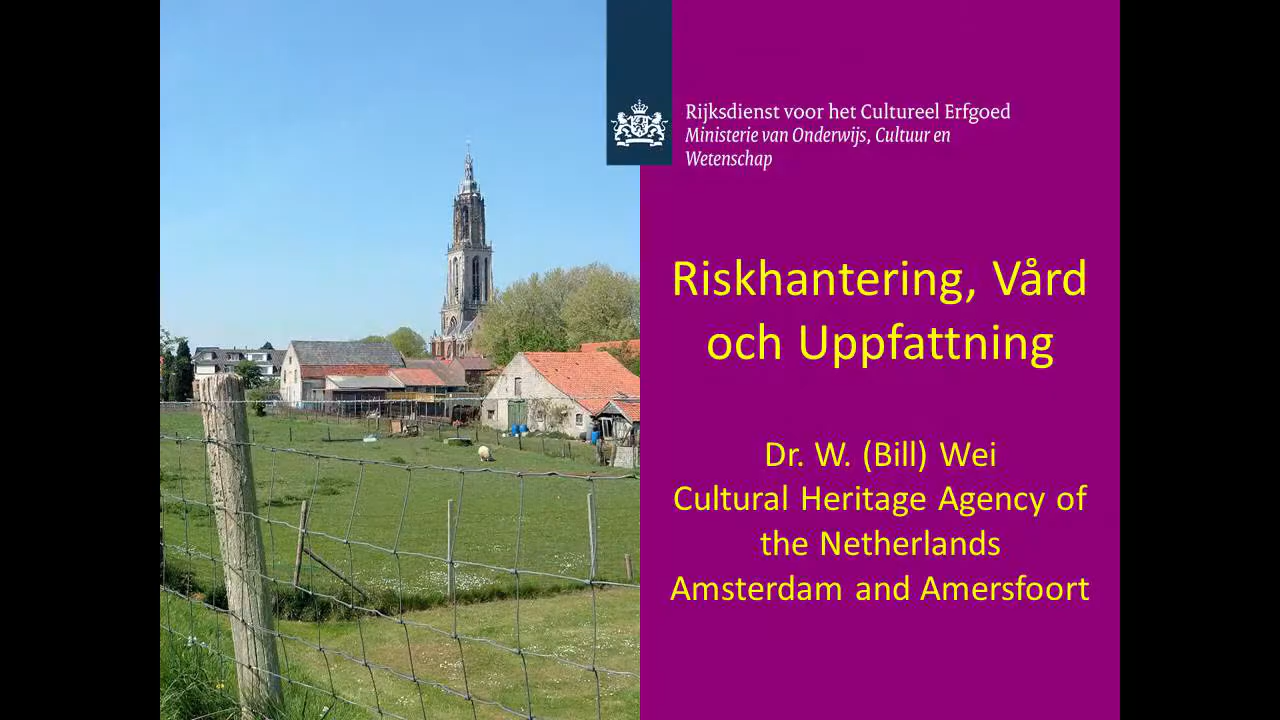 Rijksdienst voor het Cultureel Erfgoed
Ministerie van Onderwijs, Cultuur en
Wetenschap
Riskhantering, Vård
och Uppfattning
Dr. W. (Bill) Wei
Cultural Heritage Agency of
the Netherlands
Amsterdam and Amersfoort